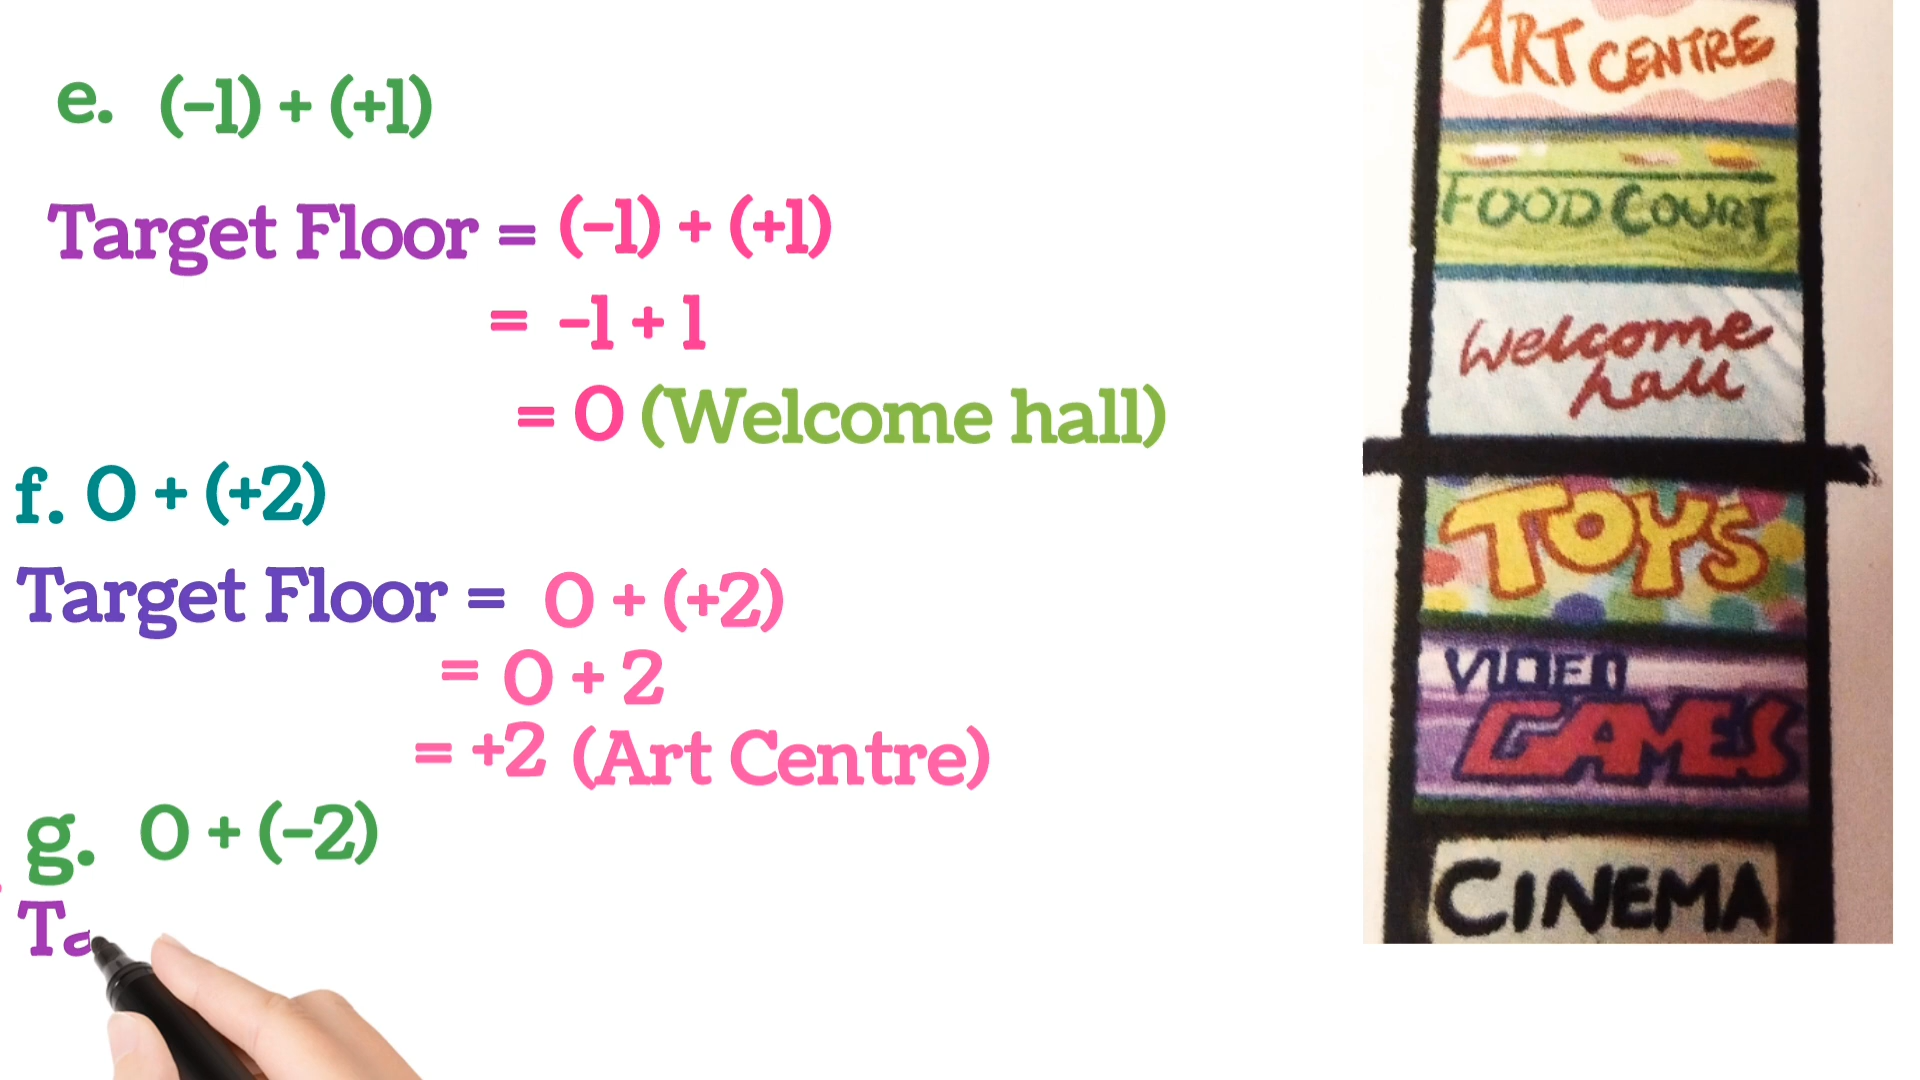 e. (-1) + (+1)
Target Floor = (-1) + (+1)
= -1 + 1
= 0 (Welcome hall)
f. 0 + (+2)
Target Floor = 0 + (+2)
= 0 + 2
= +2 (Art Centre)
g. 0 + (-2)
Ta
ART CENTRE
FOOD COURT
Welcome
hall
TOYS
VIDEO
GAMES
CINEMA